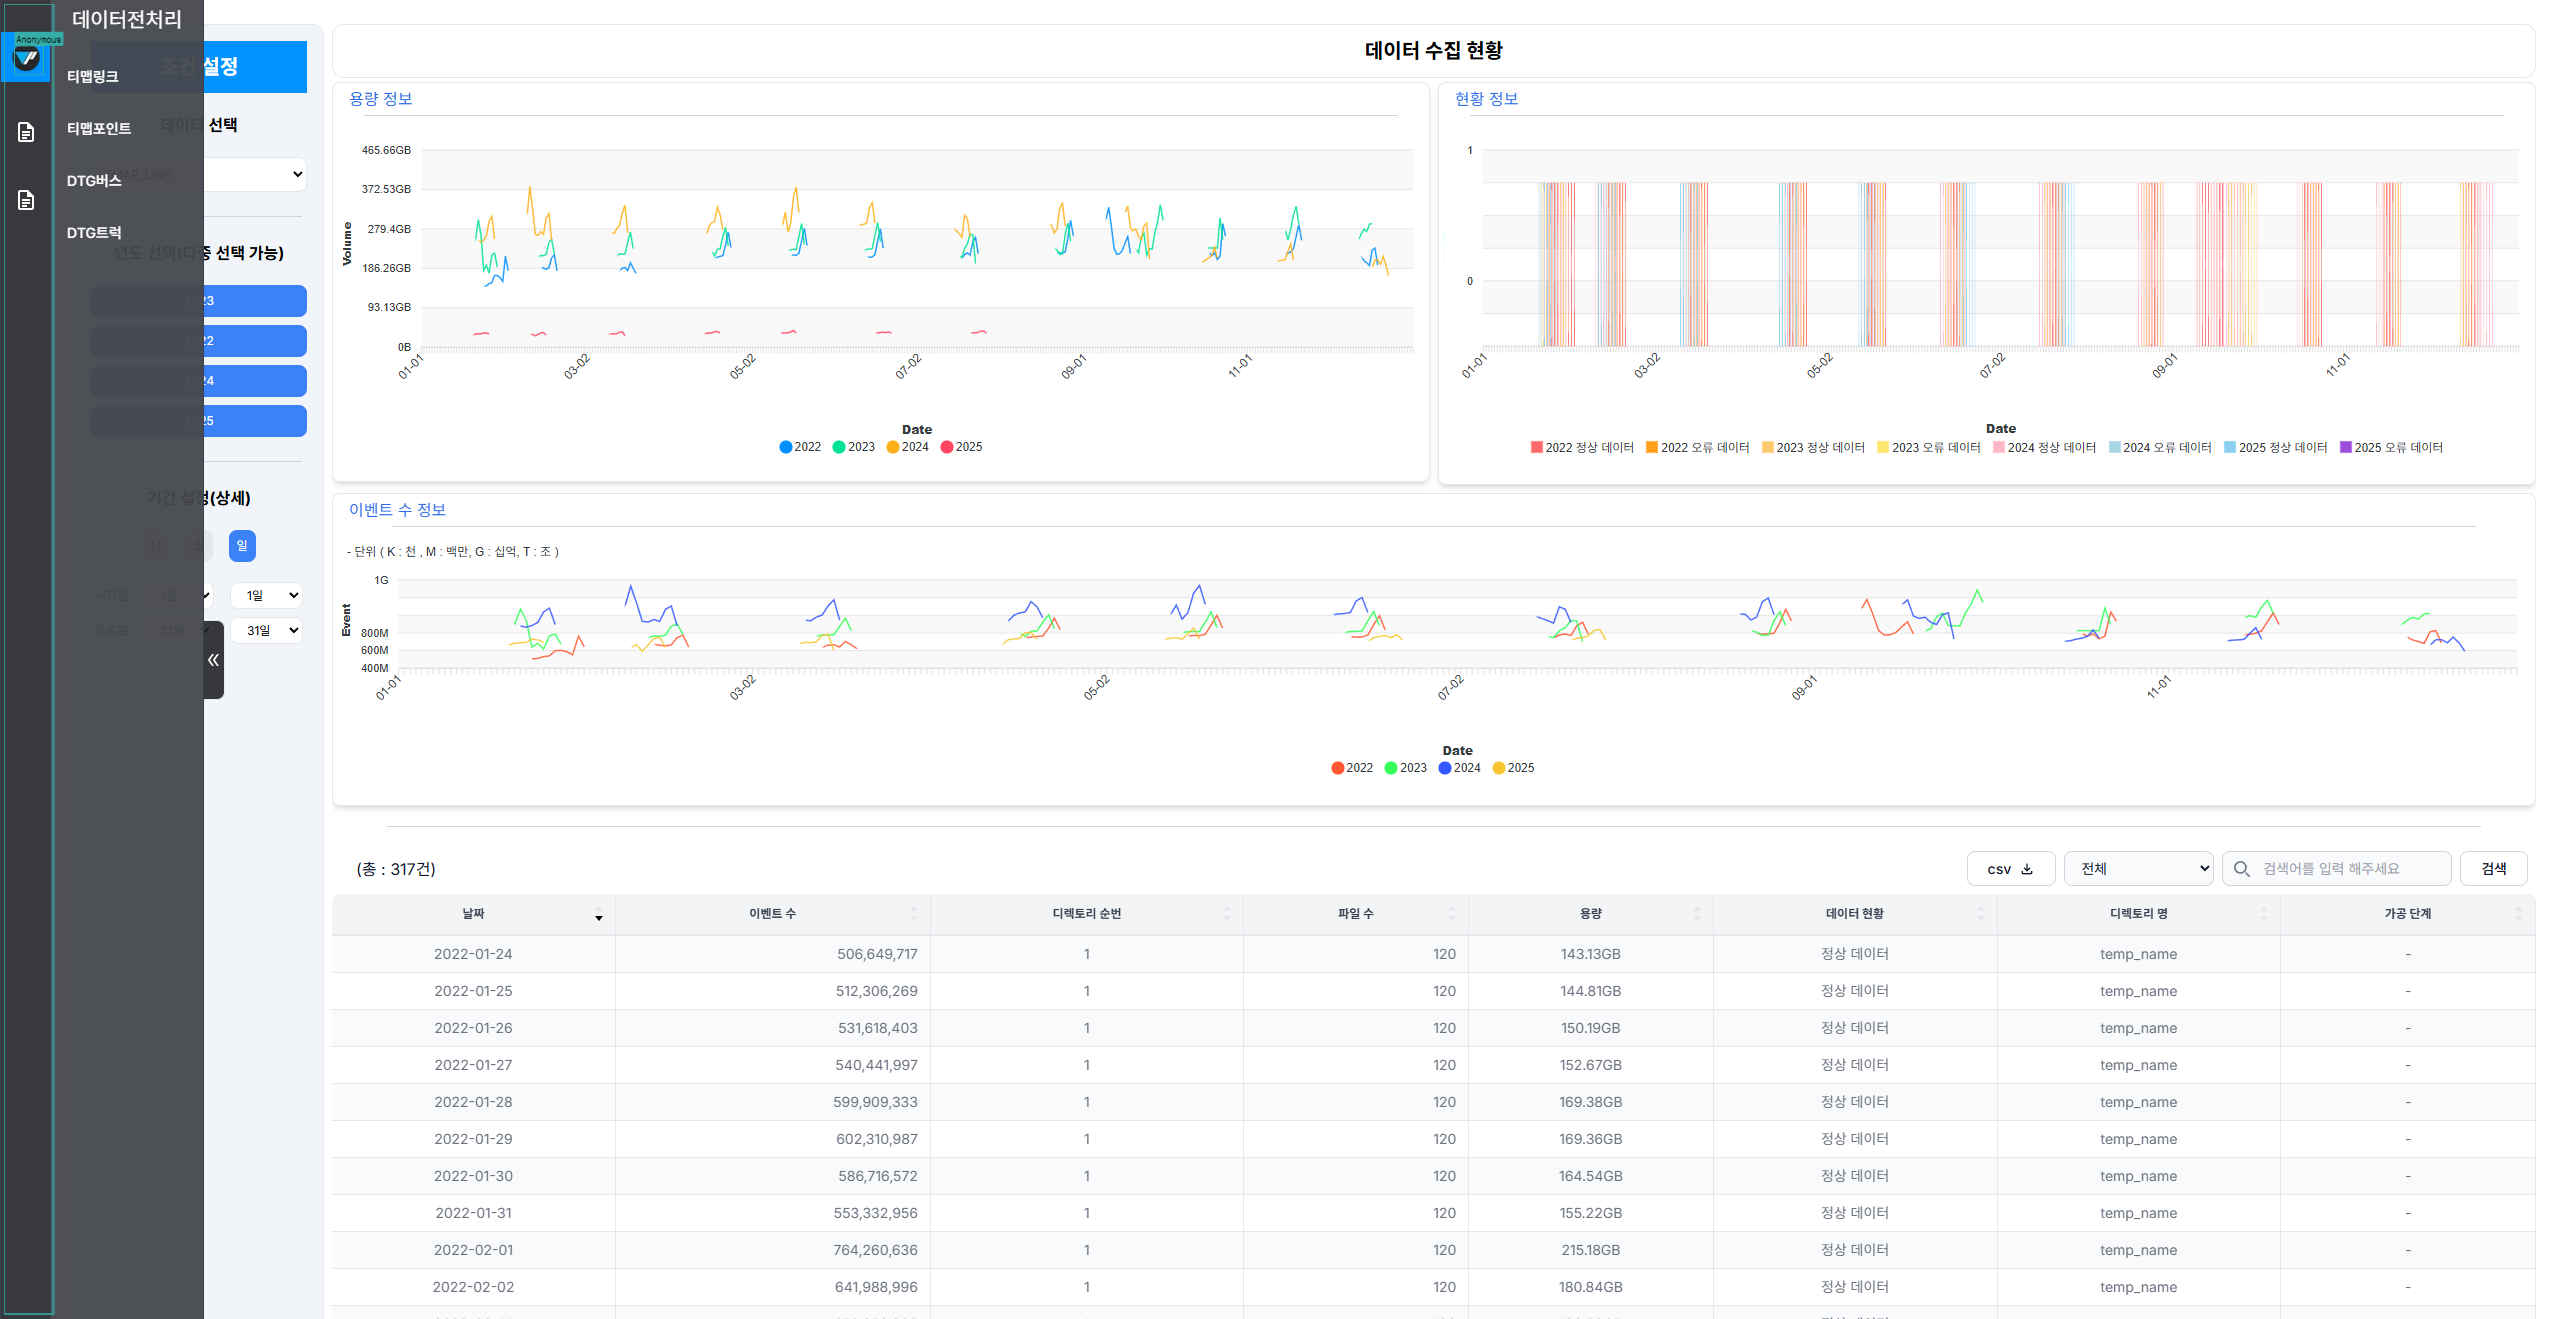 데이터전처리
Anonymous
티맵링크
티맵포인트
DTG버스
DTG트럭
조건 설정
데이터 선택
년도 선택(다중 선택 가능)
2023
2022
2024
2025
기간 설정(상세)
년
월
일
시작일
1월
1일
종료일
12월
31일
데이터 수집 현황
용량 정보
465.66GB
372.53GB
279.4GB
186.26GB
93.13GB
0B
Volume
01-01
03-02
05-02
07-02
09-01
11-01
Date
2022
2023
2024
2025
현황 정보
1
0
01-01
03-02
05-02
07-02
09-01
11-01
Date
2022 정상 데이터
2022 오류 데이터
2023 정상 데이터
2023 오류 데이터
2024 정상 데이터
2024 오류 데이터
2025 정상 데이터
2025 오류 데이터
이벤트 수 정보
- 단위 ( K : 천 , M : 백만, G : 십억, T : 조 )
1G
800M
600M
400M
Event
01-01
03-02
05-02
07-02
09-01
11-01
Date
2022
2023
2024
2025
(총 : 317건)
csv
전체
검색어를 입력 해주세요
검색
날짜 이벤트 수 디렉토리 순번 파일 수 용량 데이터 현황 디렉토리 명 가공 단계
2022-01-24 506,649,717 1 120 143.13GB 정상 데이터 temp_name -
2022-01-25 512,306,269 1 120 144.81GB 정상 데이터 temp_name -
2022-01-26 531,618,403 1 120 150.19GB 정상 데이터 temp_name -
2022-01-27 540,441,997 1 120 152.67GB 정상 데이터 temp_name -
2022-01-28 599,909,333 1 120 169.38GB 정상 데이터 temp_name -
2022-01-29 602,310,987 1 120 169.36GB 정상 데이터 temp_name -
2022-01-30 586,716,572 1 120 164.54GB 정상 데이터 temp_name -
2022-01-31 553,332,956 1 120 155.22GB 정상 데이터 temp_name -
2022-02-01 764,260,636 1 120 215.18GB 정상 데이터 temp_name -
2022-02-02 641,988,996 1 120 180.84GB 정상 데이터 temp_name -